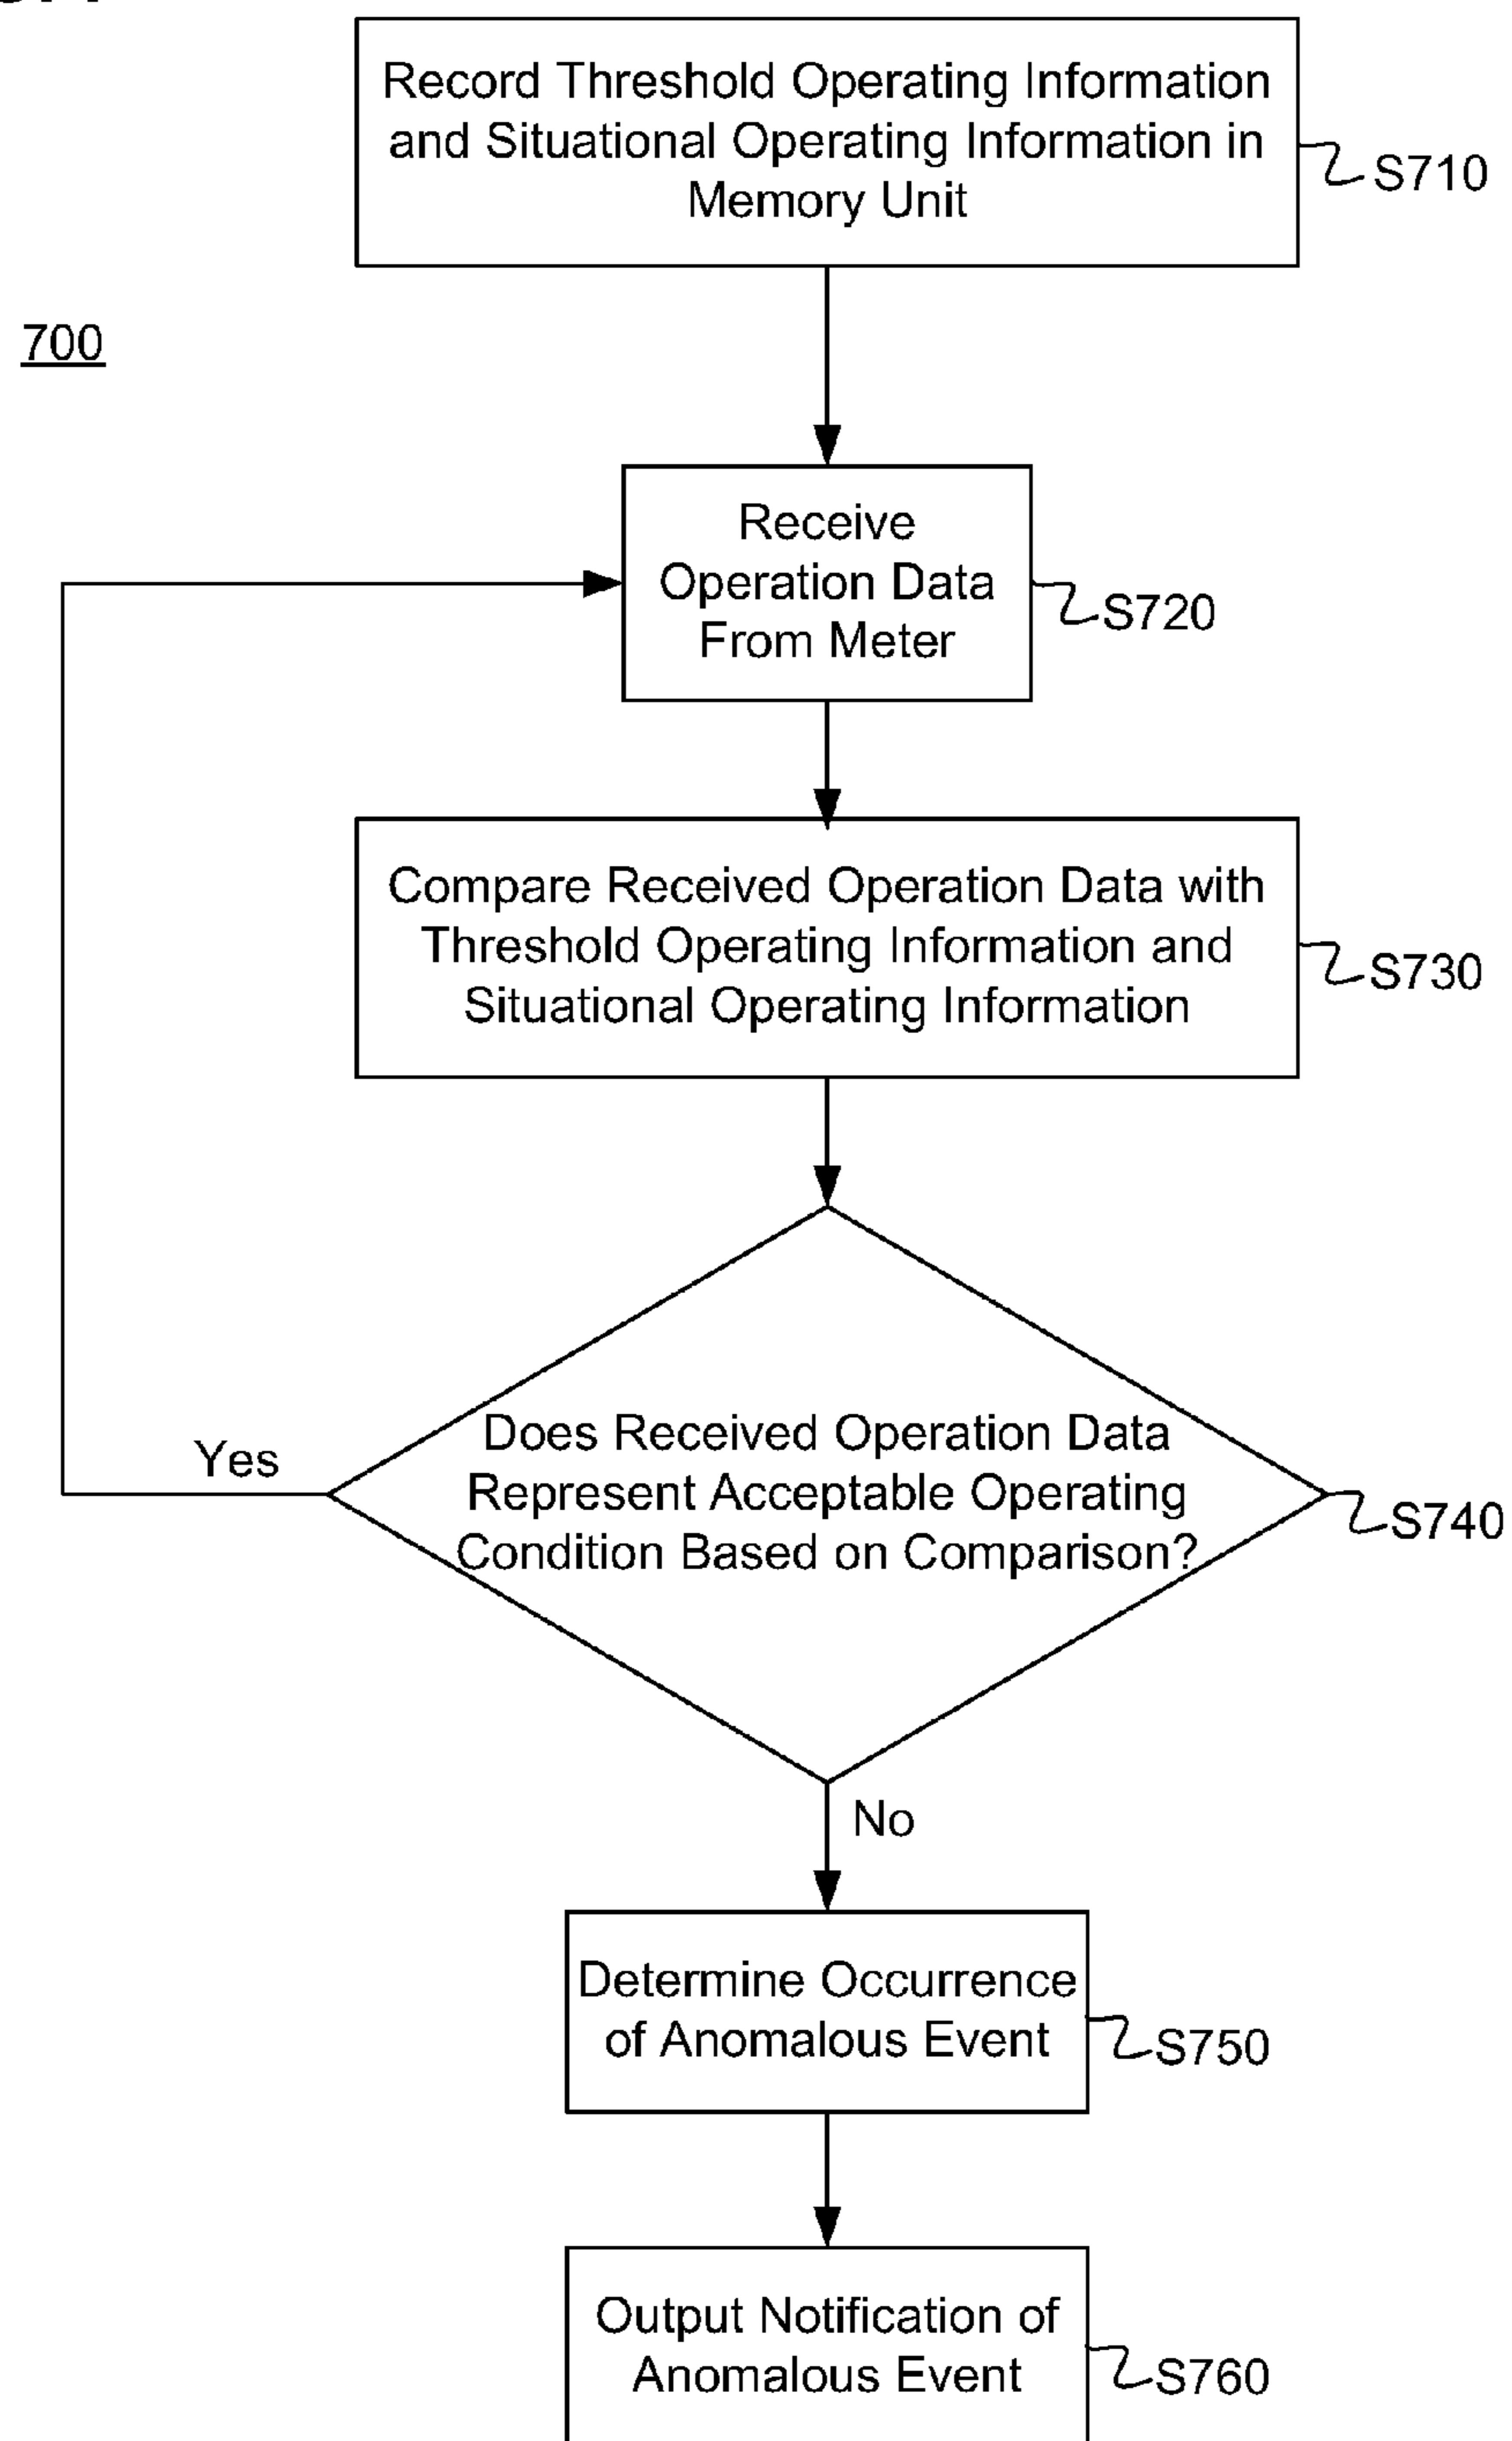 Record Threshold Operating Information
and Situational Operating Information in
Memory Unit
S710
700
Receive
Operation Data
From Meter
S720
Compare Received Operation Data with
Threshold Operating Information and
Situational Operating Information
S730
Does Received Operation Data
Represent Acceptable Operating
Condition Based on Comparison?
Yes
S740
No
Determine Occurrence
of Anomalous Event
S750
Output Notification of
Anomalous Event
S760